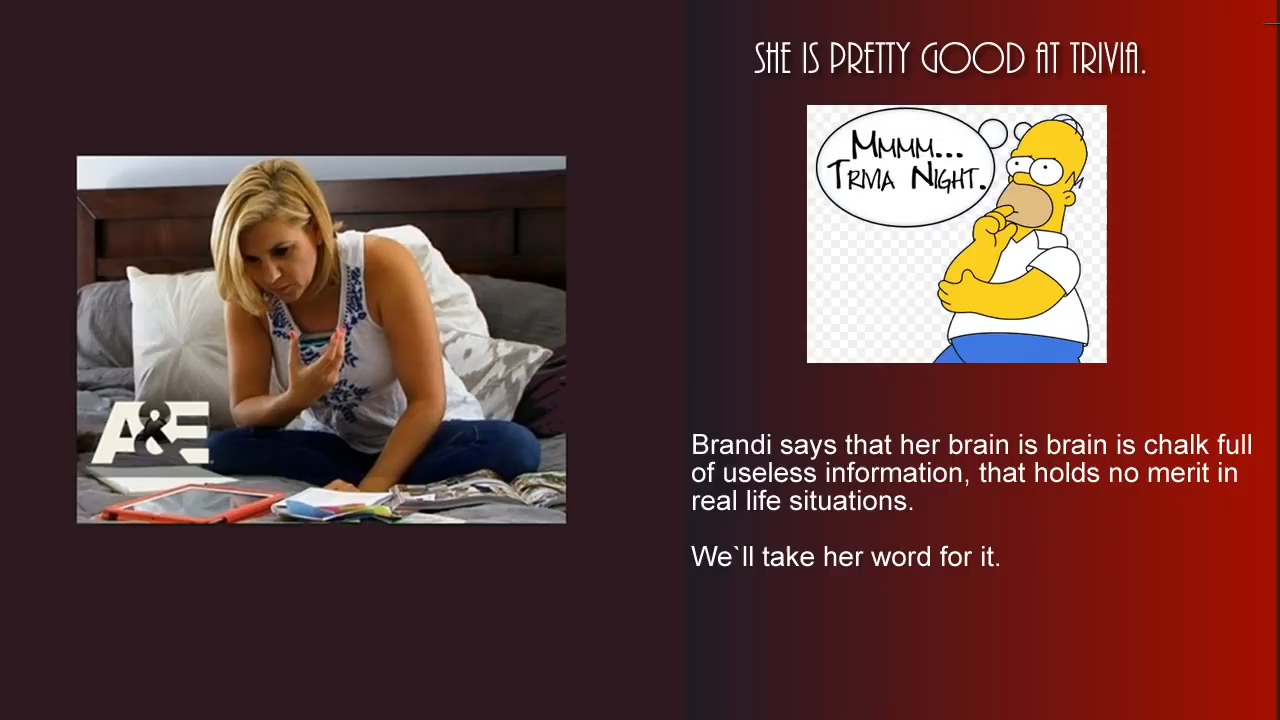 SHE IS PRETTY GOOD AT TRIVIA.
MMMM...
TRIVIA NIGHT.
A&E
Brandi says that her brain is brain is chalk full
of useless information, that holds no merit in
real life situations.
We`ll take her word for it.